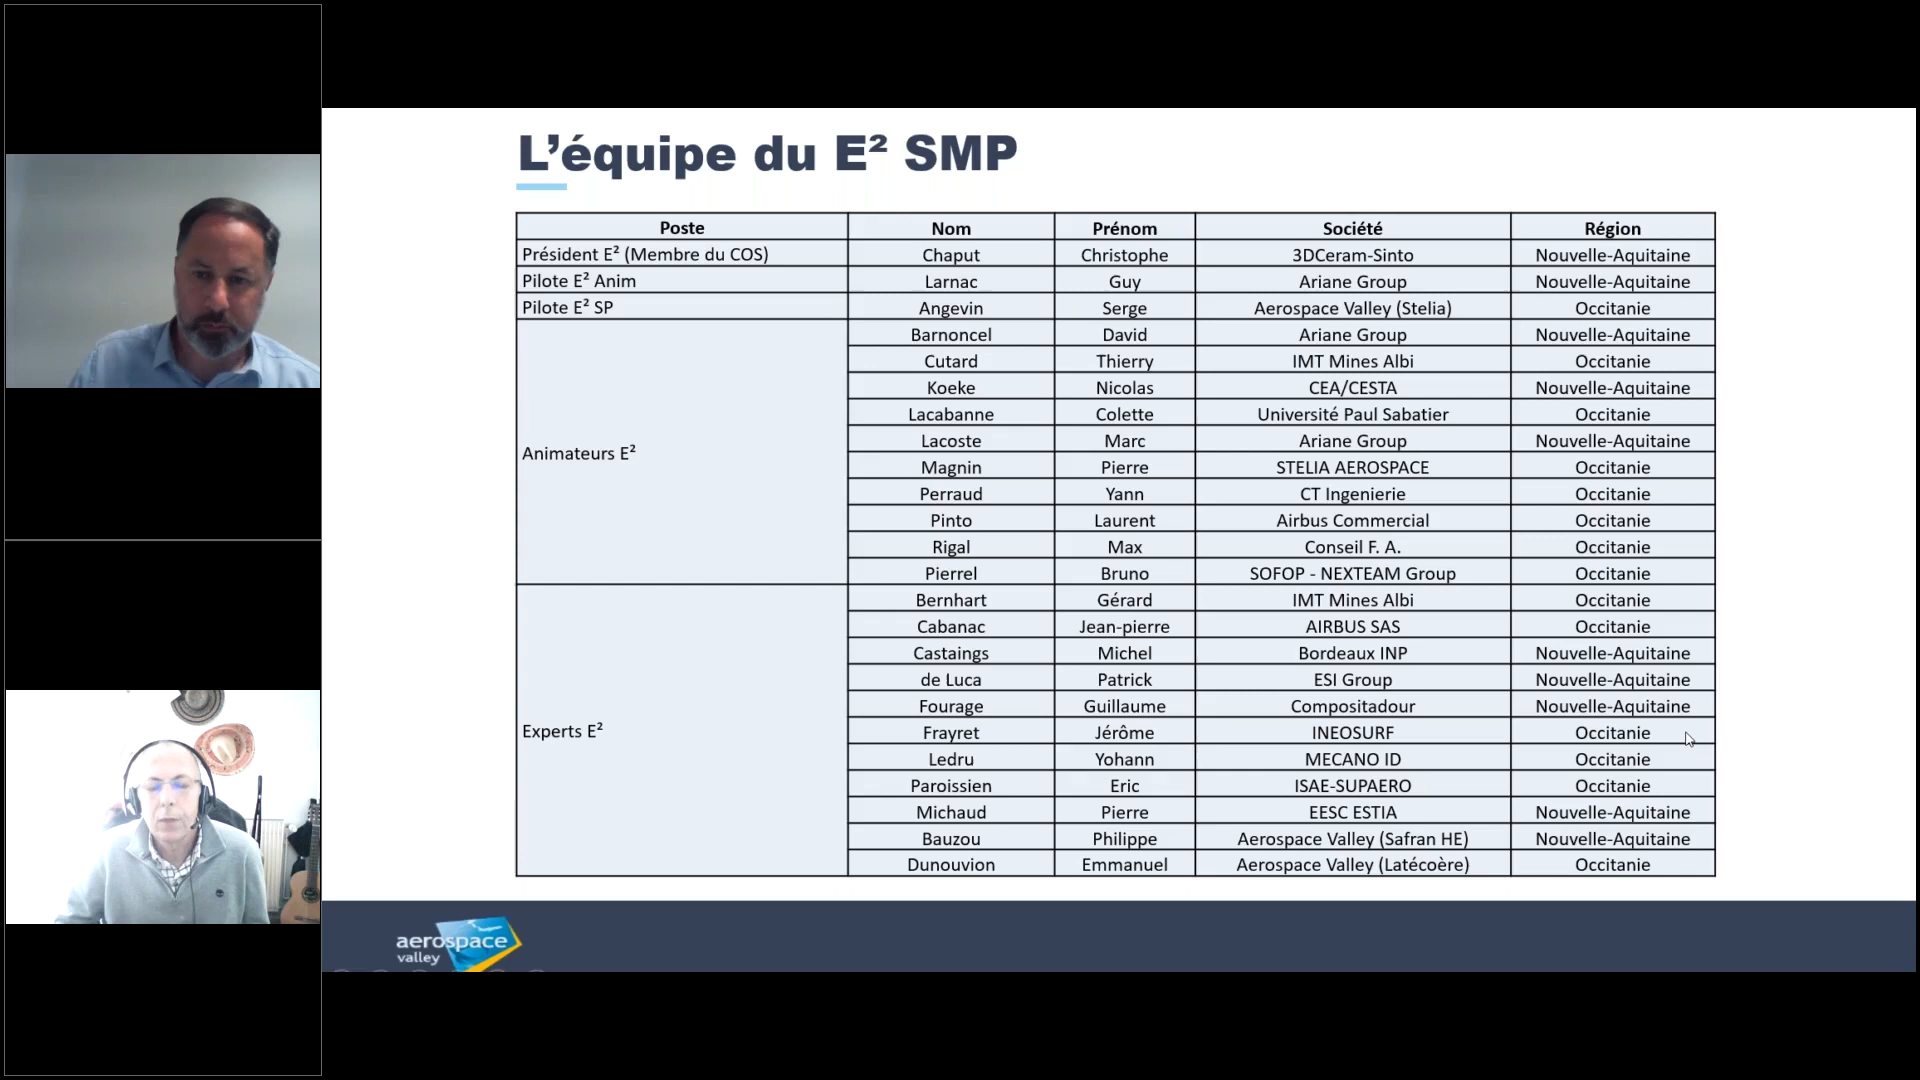 L’équipe du E² SMP
Poste Nom Prénom Société Région
Président E² (Membre du COS) Chaput Christophe 3DCeram-Sinto Nouvelle-Aquitaine
Pilote E² Anim Larnac Guy Ariane Group Nouvelle-Aquitaine
Pilote E² SP Angevin Serge Aerospace Valley (Stelia) Occitanie
Animateurs E²
Barnoncel David Ariane Group Nouvelle-Aquitaine
Cutard Thierry IMT Mines Albi Occitanie
Koeke Nicolas CEA/CESTA Nouvelle-Aquitaine
Lacabanne Colette Université Paul Sabatier Occitanie
Lacoste Marc Ariane Group Nouvelle-Aquitaine
Magnin Pierre STELIA AEROSPACE Occitanie
Perraud Yann CT Ingenierie Occitanie
Pinto Laurent Airbus Commercial Occitanie
Rigal Max Conseil F. A. Occitanie
Pierrel Bruno SOFOP - NEXTEAM Group Occitanie
Experts E²
Bernhart Gérard IMT Mines Albi Occitanie
Cabanac Jean-pierre AIRBUS SAS Occitanie
Castaings Michel Bordeaux INP Nouvelle-Aquitaine
de Luca Patrick ESI Group Nouvelle-Aquitaine
Fourage Guillaume Compositadour Nouvelle-Aquitaine
Frayret Jérôme INEOSURF Occitanie
Ledru Yohann MECANO ID Occitanie
Paroissien Eric ISAE-SUPAERO Occitanie
Michaud Pierre EESC ESTIA Nouvelle-Aquitaine
Bauzou Philippe Aerospace Valley (Safran HE) Nouvelle-Aquitaine
Dunouvion Emmanuel Aerospace Valley (Latécoère) Occitanie
aerospace
valley